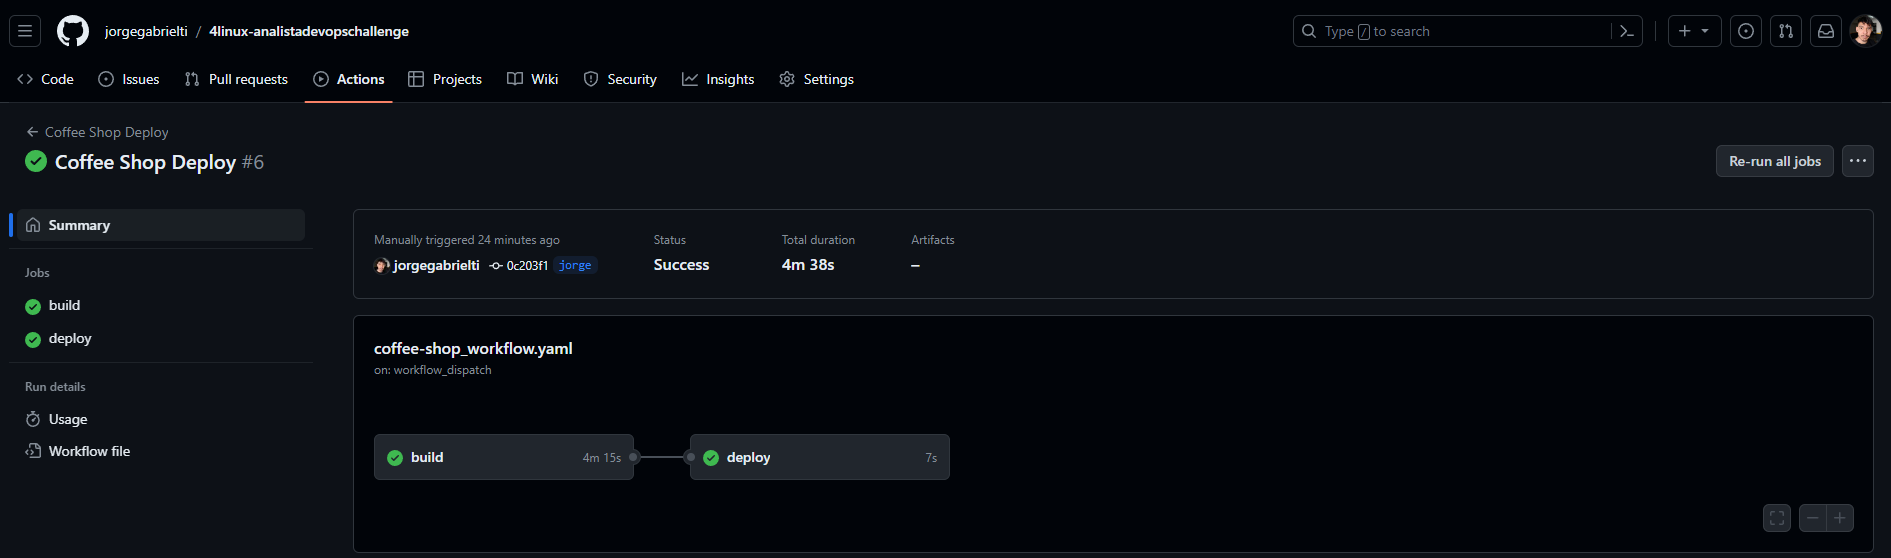 jorgegabrielti / 4linux-analistadevopschallenge
Type / to search
Code
Issues
Pull requests
Actions
Projects
Wiki
Security
Insights
Settings
Coffee Shop Deploy
Coffee Shop Deploy #6
Re-run all jobs
Summary
Jobs
build
deploy
Run details
Usage
Workflow file
Manually triggered 24 minutes ago
jorgegabrielti 0c203f1 jorge
Status
Success
Total duration
4m 38s
Artifacts
–
coffee-shop_workflow.yaml
on: workflow_dispatch
build 4m 15s
deploy 7s